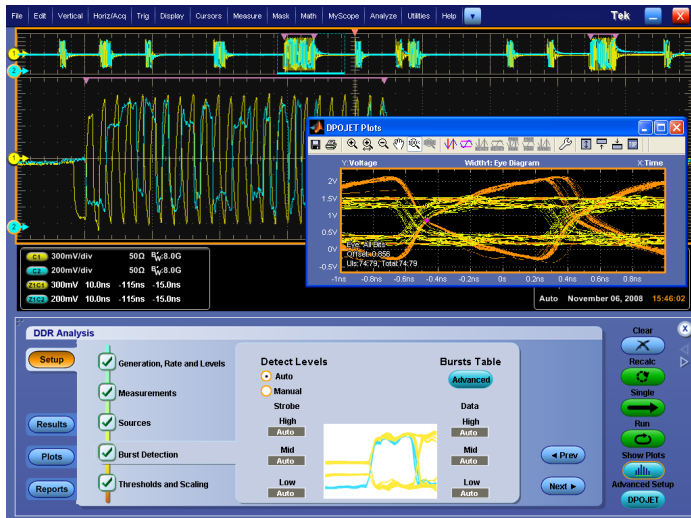 File Edit Vertical Horiz/Acq Trig Display Cursors Measure Mask Math MyScope Analyze Utilities Help Tek X
1
2
DPOJET Plots
Y:Voltage Width1: Eye Diagram X:Time
2V
1.5V
1V
0.5V
0V
-0.5V
Eye: All Bits
Offset: 0.856
UIs:7479, Total:7479
-1ns -0.8ns -0.6ns -0.4ns -0.2ns 0s 0.2ns 0.4ns 0.6ns 0.8ns
1
2
C1 300mV/div 50Ω BW:8.0G
C2 200mV/div 50Ω BW:8.0G
Z1C1 300mV 10.0ns -115ns -15.0ns
Z1C2 200mV 10.0ns -115ns -15.0ns
Auto November 06, 2008 15:46:02
DDR Analysis
Setup
Results
Plots
Reports
Generation, Rate and Levels
Measurements
Sources
Burst Detection
Thresholds and Scaling
Detect Levels
Auto
Manual
Strobe
High
Auto
Mid
Auto
Low
Auto
Bursts Table
Advanced
Data
High
Auto
Mid
Auto
Low
Auto
Prev
Next
Clear
X
Recalc
Single
Run
Show Plots
Advanced Setup
DPOJET